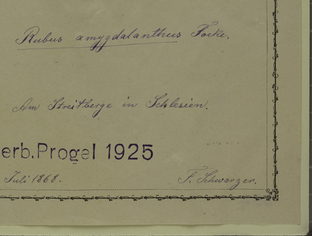 Rubus amygdalanthus Focke.
Am Streitberge in Schlesien.
erb. Progel 1925
Juli 1868. F. Schwarzer.